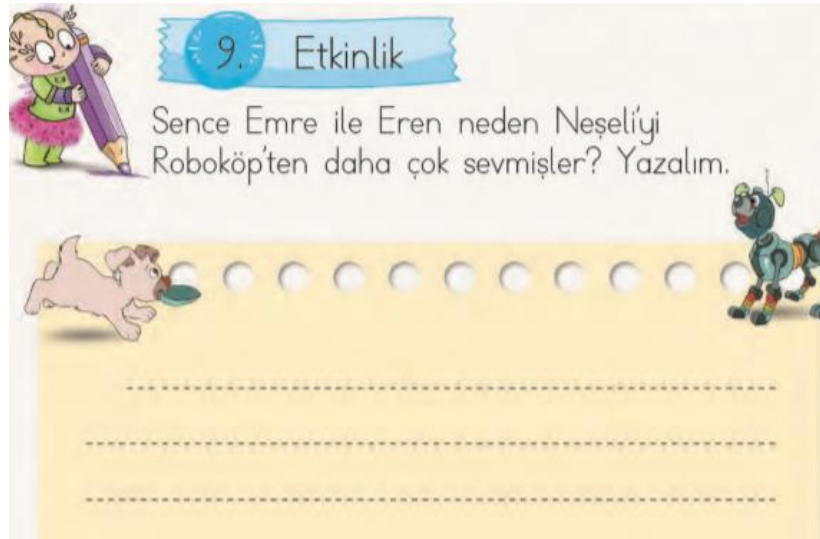 9. Etkinlik
Sence Emre ile Eren neden Neşeli'yi
Roboköp'ten daha çok sevmişler? Yazalım.